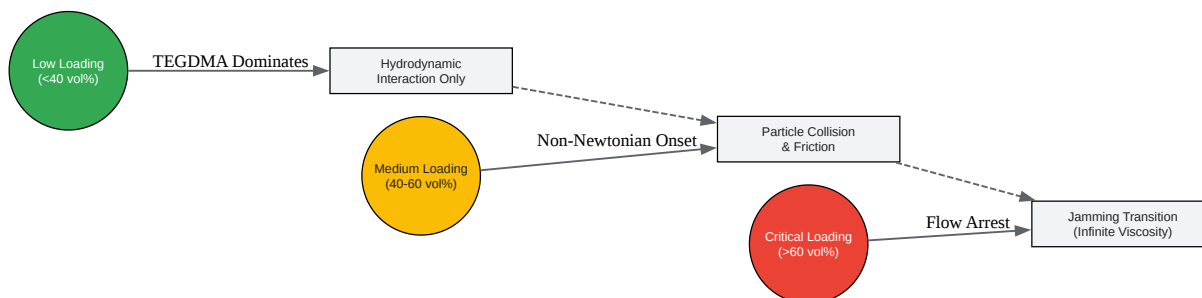 Low Loading
(<40 vol%)
TEGDMA Dominates
Hydrodynamic
Interaction Only
Medium Loading
(40-60 vol%)
Non-Newtonian Onset
Particle Collision
& Friction
Critical Loading
(>60 vol%)
Flow Arrest
Jamming Transition
(Infinite Viscosity)